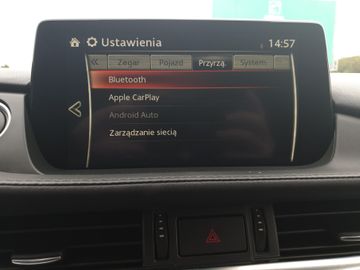 Ustawienia 14:57
« Zegar Pojazd Przyrzą. System
Bluetooth
Apple CarPlay
Android Auto
Zarządzanie siecią